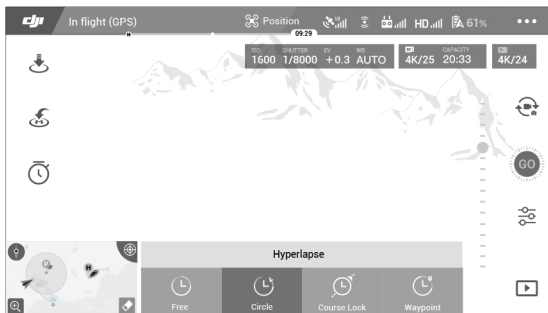 dji In flight (GPS) Position 12 HD 61%
H 09:29
ISO SHUTTER EV WB CAPACITY
1600 1/8000 +0.3 AUTO 4K/25 20:33 4K/24
GO
Hyperlapse
H
Free Circle Course Lock Waypoint